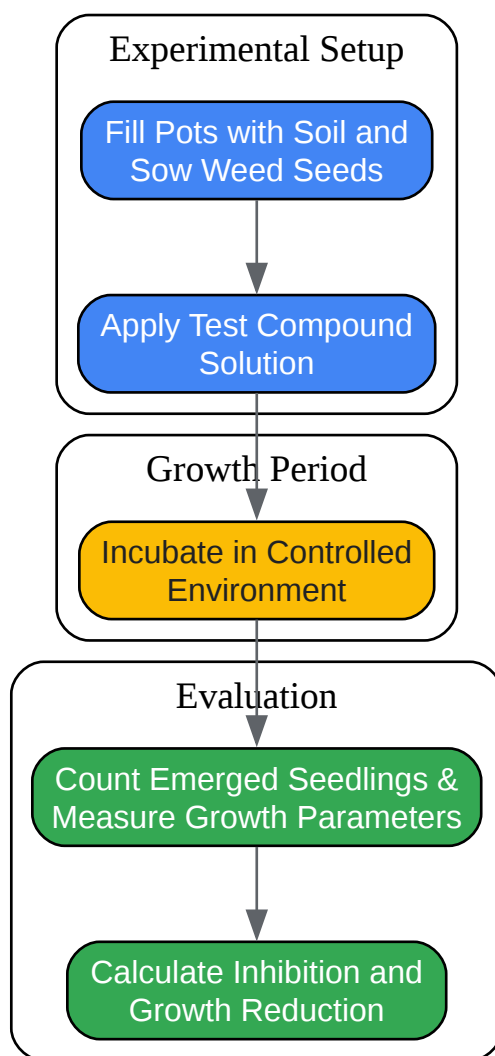 Experimental Setup
Fill Pots with Soil and
Sow Weed Seeds
Apply Test Compound
Solution
Growth Period
Incubate in Controlled
Environment
Evaluation
Count Emerged Seedlings &
Measure Growth Parameters
Calculate Inhibition and
Growth Reduction